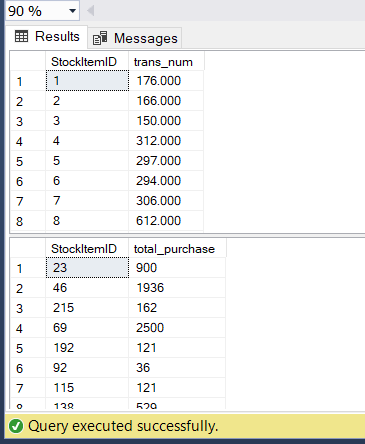 90 %
Results Messages
StockItemID trans_num
1 1 176.000
2 2 166.000
3 3 150.000
4 4 312.000
5 5 297.000
6 6 294.000
7 7 306.000
8 8 612.000
StockItemID total_purchase
1 23 900
2 46 1936
3 215 162
4 69 2500
5 192 121
6 92 36
7 115 121
8 138 529
Query executed successfully.